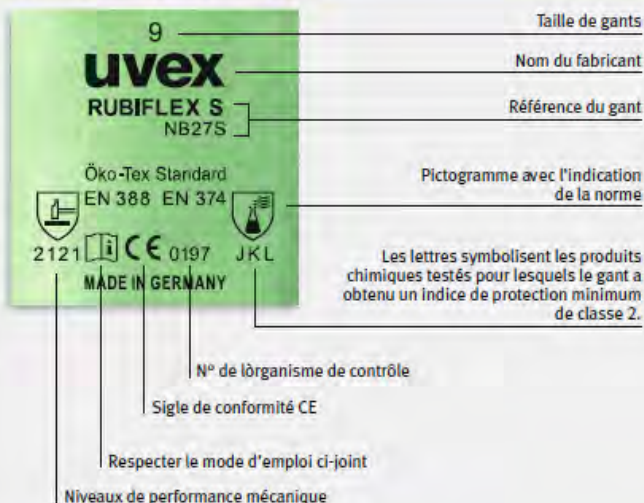 9
uvex
RUBIFLEX S
NB27S
Öko-Tex Standard
EN 388 EN 374
2121 i CE 0197 JKL
MADE IN GERMANY
Taille de gants
Nom du fabricant
Référence du gant
Pictogramme avec l'indication
de la norme
Les lettres symbolisent les produits
chimiques testés pour lesquels le gant a
obtenu un indice de protection minimum
de classe 2.
N° de lòrganisme de contrôle
Sigle de conformité CE
Respecter le mode d'emploi ci-joint
Niveaux de performance mécanique